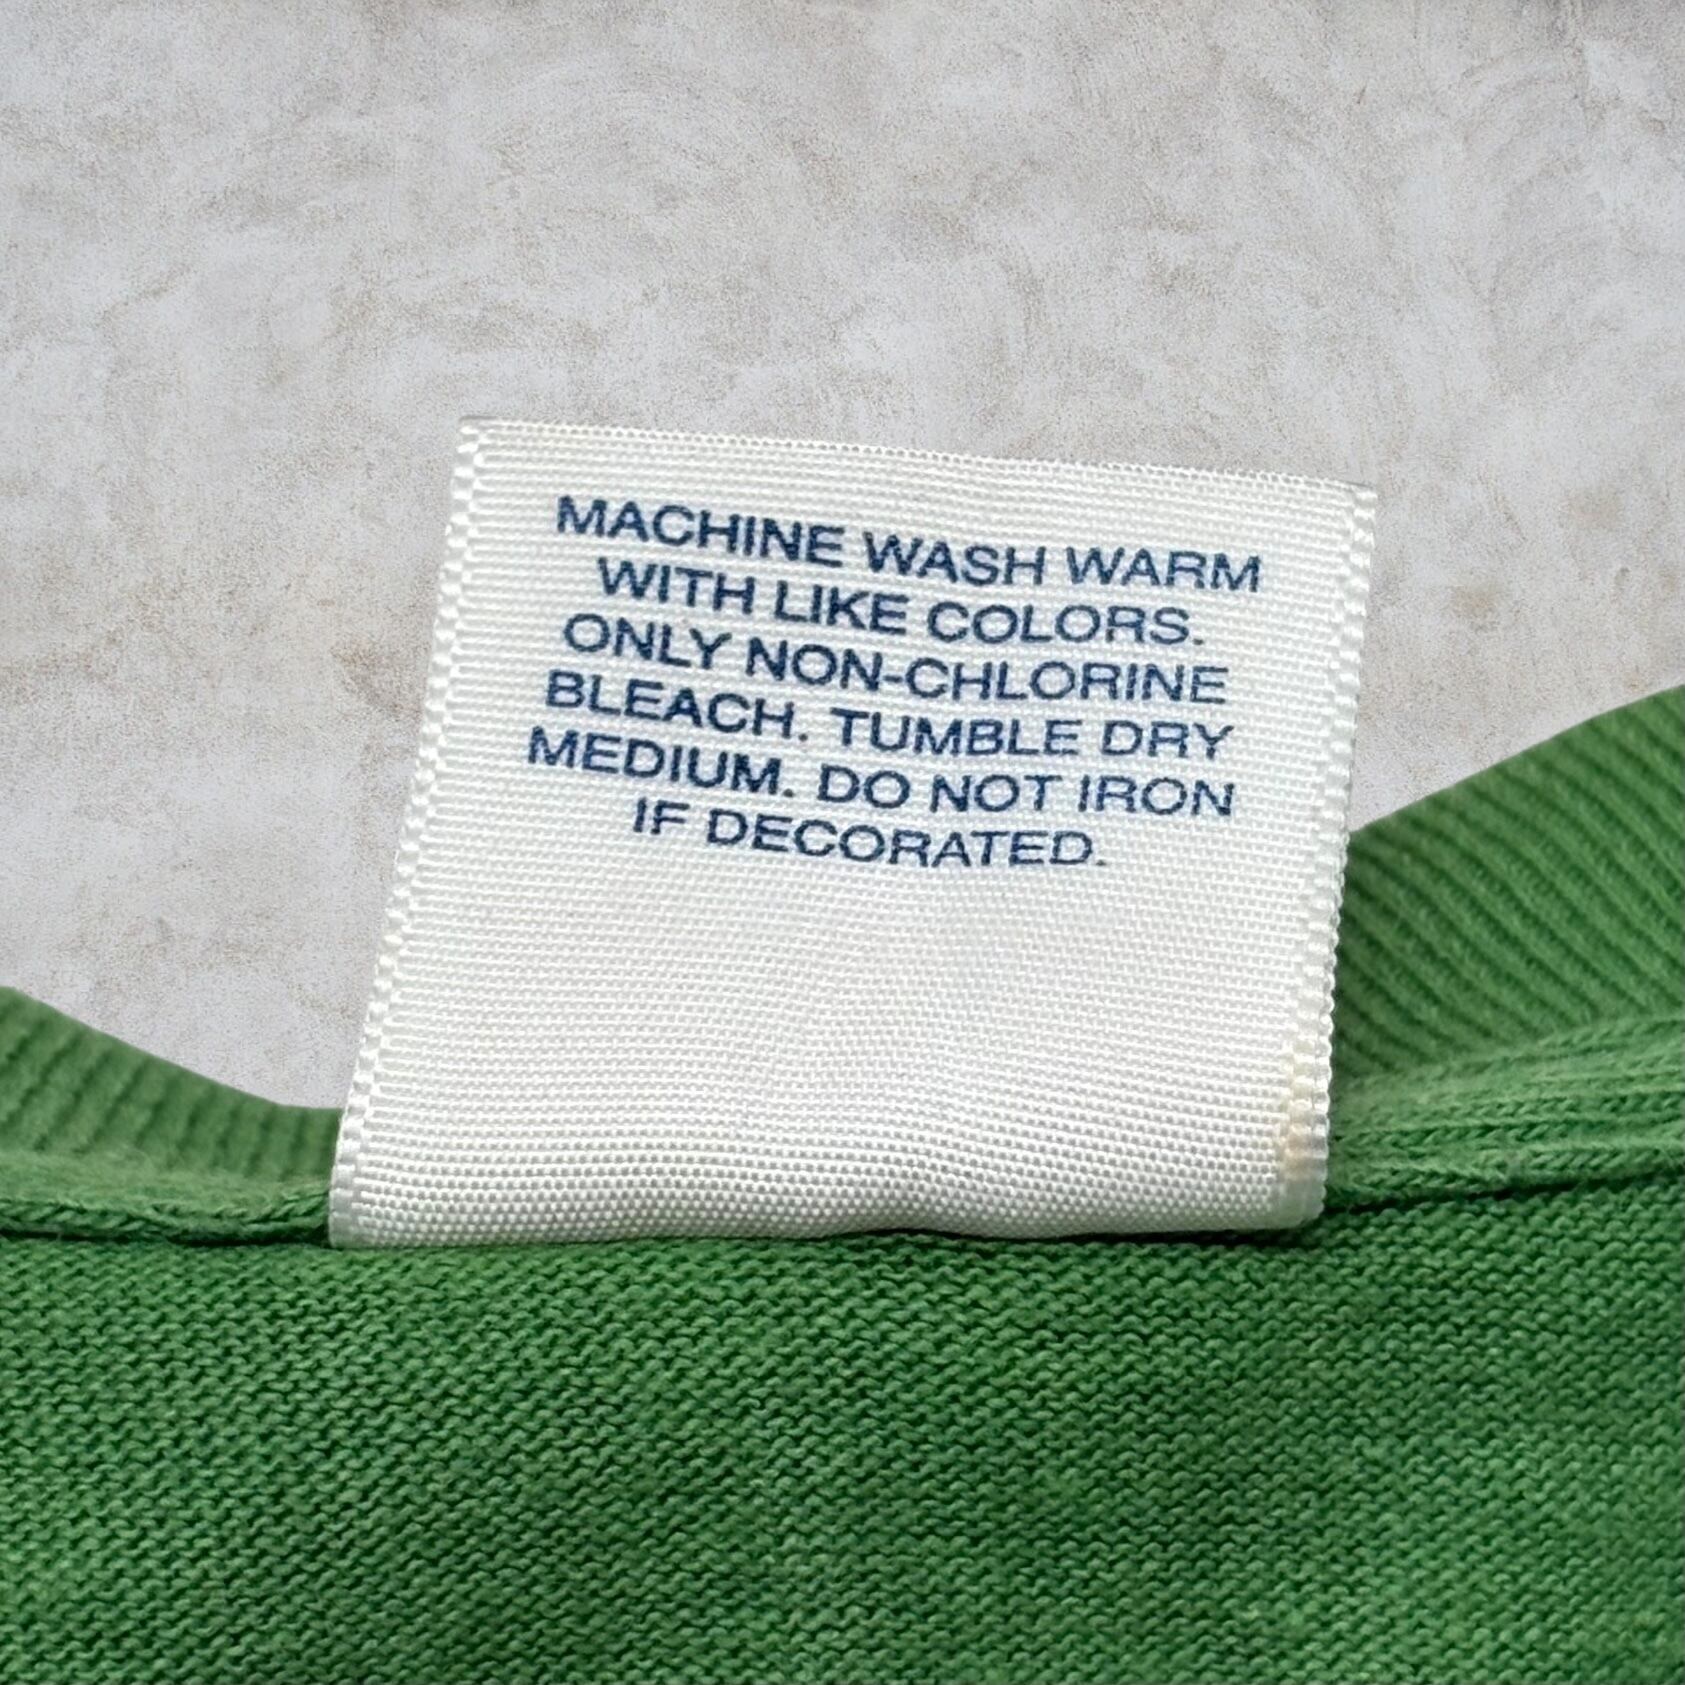 MACHINE WASH WARM
WITH LIKE COLORS.
ONLY NON-CHLORINE
BLEACH. TUMBLE DRY
MEDIUM. DO NOT IRON
IF DECORATED.